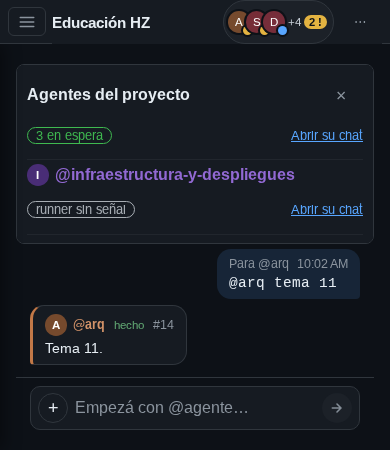 Educación HZ
A S D +4 2 !
Agentes del proyecto
3 en espera Abrir su chat
I @infraestructura-y-despliegues
runner sin señal Abrir su chat
Para @arq 10:02 AM
@arq tema 11
A @arq hecho #14
Tema 11.
+ Empezá con @agente…